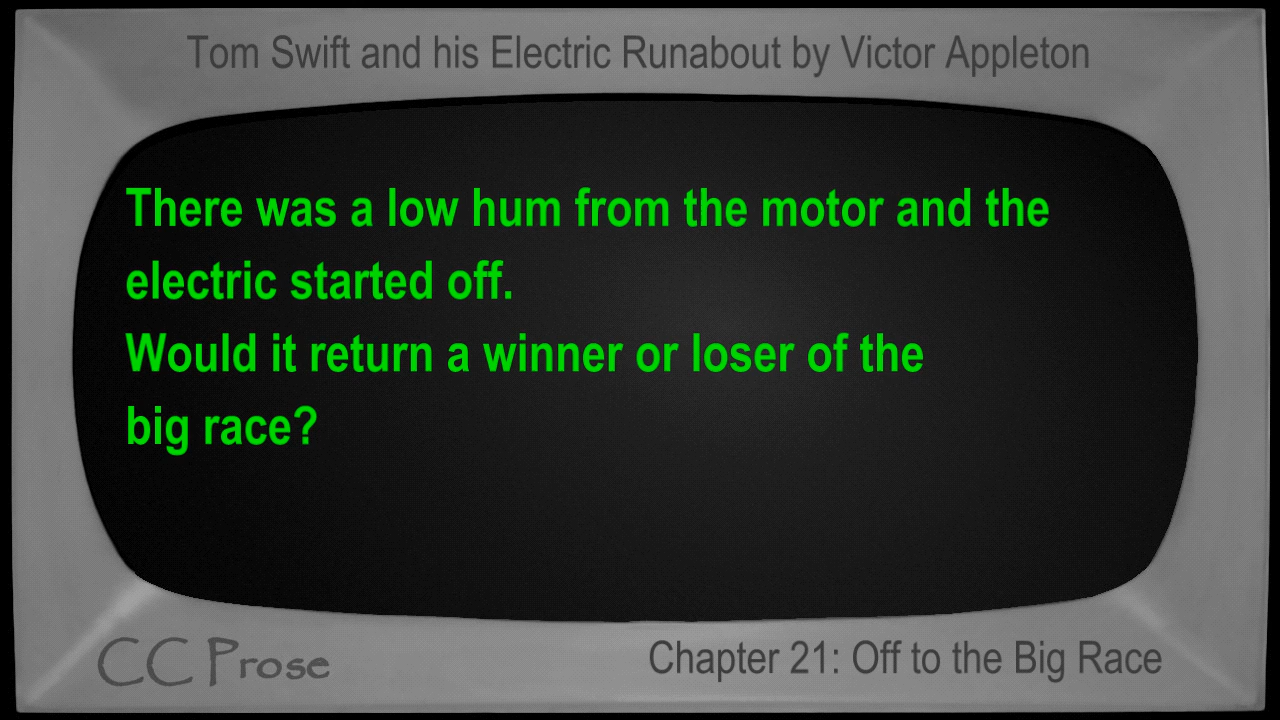 Tom Swift and his Electric Runabout by Victor Appleton
There was a low hum from the motor and the
electric started off.
Would it return a winner or loser of the
big race?
CC Prose
Chapter 21: Off to the Big Race